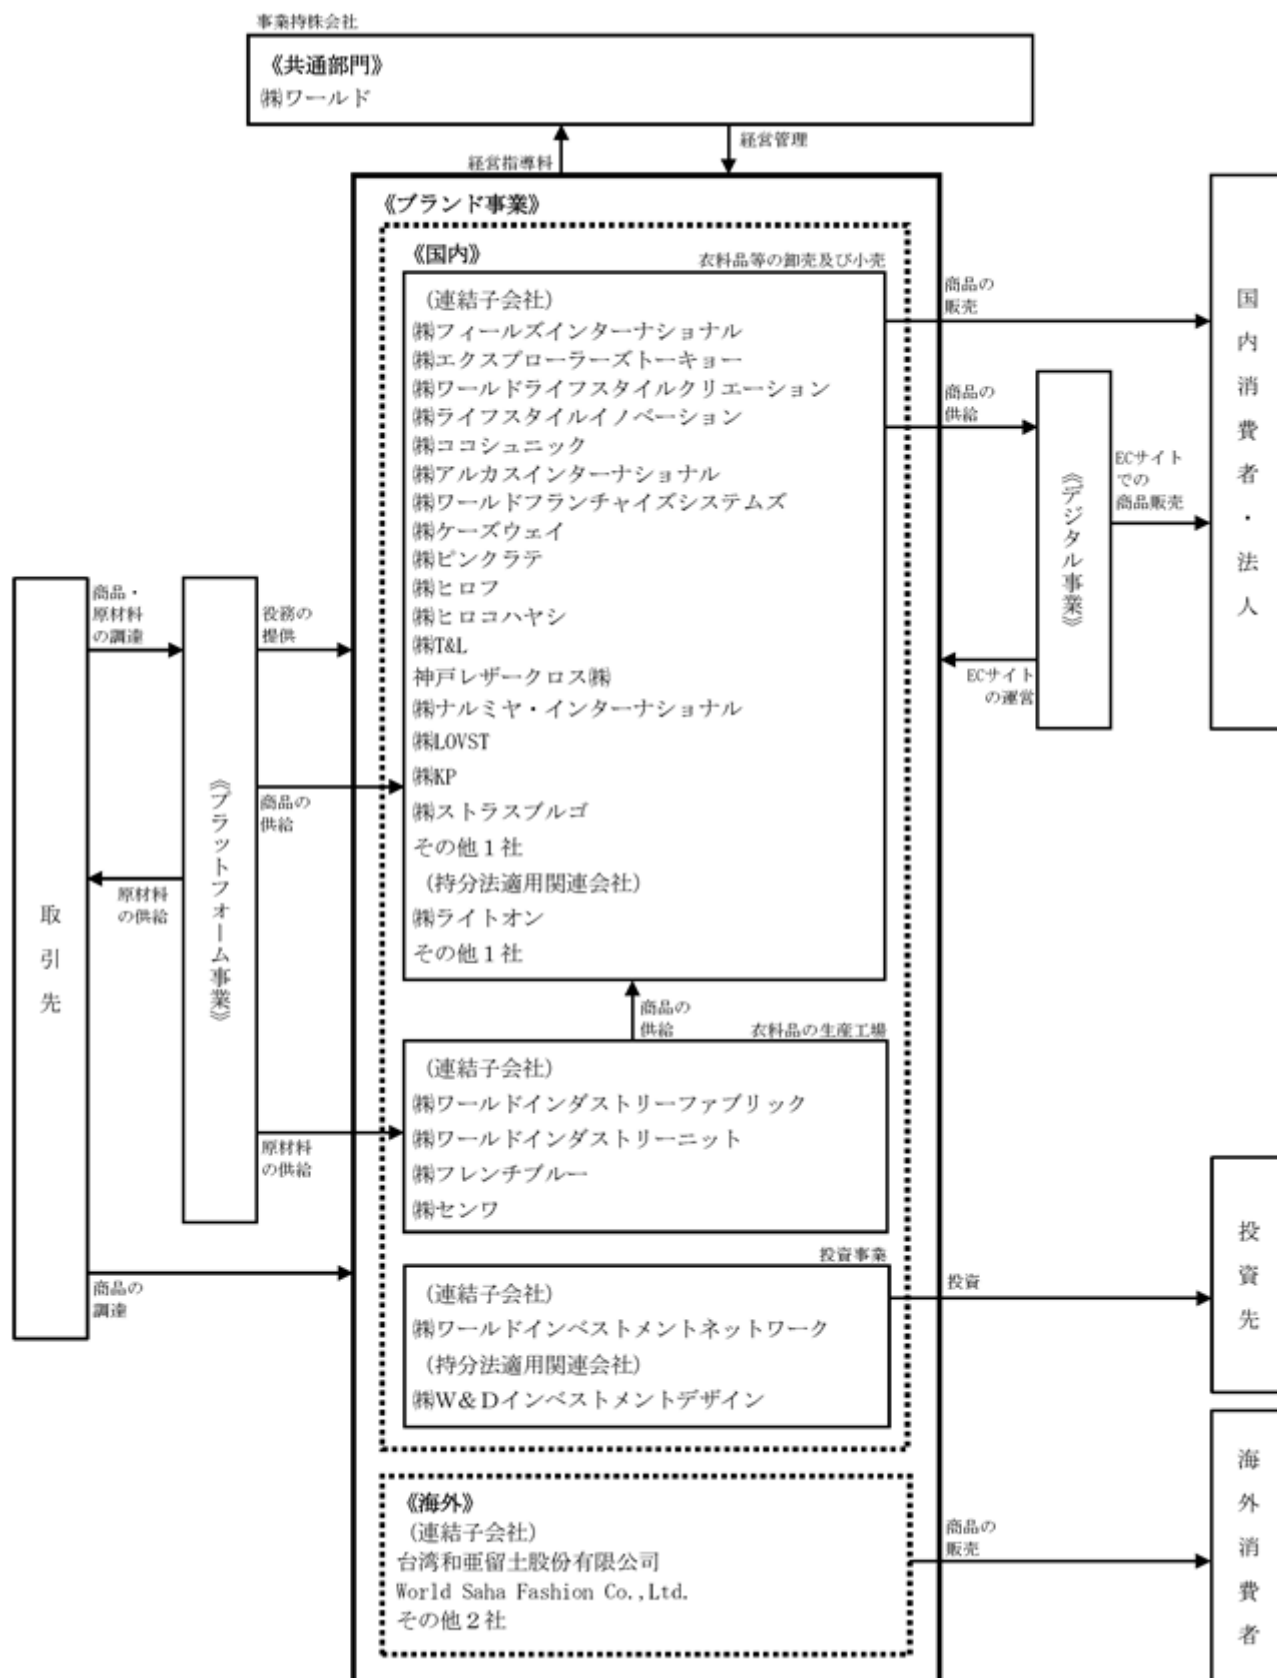 事業持株会社
《共通部門》
㈱ワールド
経営指導料
経営管理
《ブランド事業》
《国内》
衣料品等の卸売及び小売
（連結子会社）
㈱フィールズインターナショナル
㈱エクスプローラーズトーキョー
㈱ワールドライフスタイルクリエーション
㈱ライフスタイルイノベーション
㈱ココシュニック
㈱アルカスインターナショナル
㈱ワールドフランチャイズシステムズ
㈱ケーズウェイ
㈱ピンクラテ
㈱ヒロフ
㈱ヒロコハヤシ
㈱T&L
神戸レザークロス㈱
㈱ナルミヤ・インターナショナル
㈱LOVST
㈱KP
㈱ストラスブルゴ
その他１社
（持分法適用関連会社）
㈱ライトオン
その他１社
商品の
供給
衣料品の生産工場
（連結子会社）
㈱ワールドインダストリーファブリック
㈱ワールドインダストリーニット
㈱フレンチブルー
㈱センワ
投資事業
（連結子会社）
㈱ワールドインベストメントネットワーク
（持分法適用関連会社）
㈱Ｗ＆Ｄインベストメントデザイン
《海外》
（連結子会社）
台湾和亜留土股份有限公司
World Saha Fashion Co.,Ltd.
その他２社
取引先
商品・
原材料
の調達
原材料
の供給
商品の
調達
《プラットフォーム事業》
役務の
提供
商品の
供給
原材料
の供給
商品の
販売
商品の
供給
《デジタル事業》
ECサイト
での
商品販売
ECサイト
の運営
国内消費者・法人
投資
投資先
商品の
販売
海外消費者